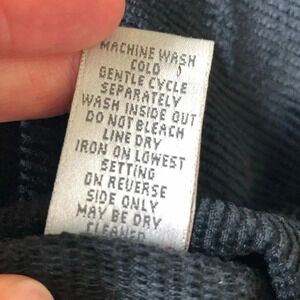 MACHINE WASH
COLD
GENTLE CYCLE
SEPARATELY
WASH INSIDE OUT
DO NOT BLEACH
LINE DRY
IRON ON LOWEST
SETTING
ON REVERSE
SIDE ONLY
MAY BE DRY
CLEANED